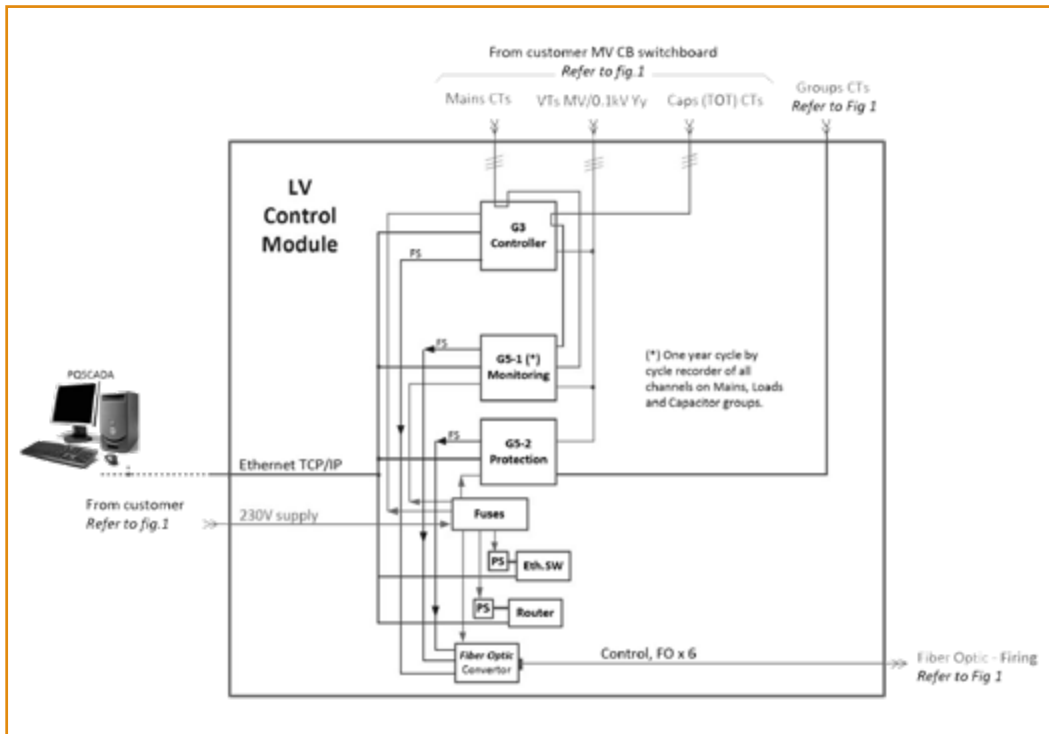 From customer MV CB switchboard
Refer to fig.1
Mains CTs
VTs MV/0.1kV Yy
Caps (TOT) CTs
Groups CTs
Refer to Fig 1
LV
Control
Module
G3
Controller
FS
FS
G5-1 (*)
Monitoring
(*) One year cycle by
cycle recorder of all
channels on Mains, Loads
and Capacitor groups.
PQSCADA
FS
G5-2
Protection
Ethernet TCP/IP
From customer
Refer to fig.1
230V supply
Fuses
PS
Eth.SW
PS
Router
Fiber Optic
Convertor
Control, FO x 6
Fiber Optic - Firing
Refer to Fig 1